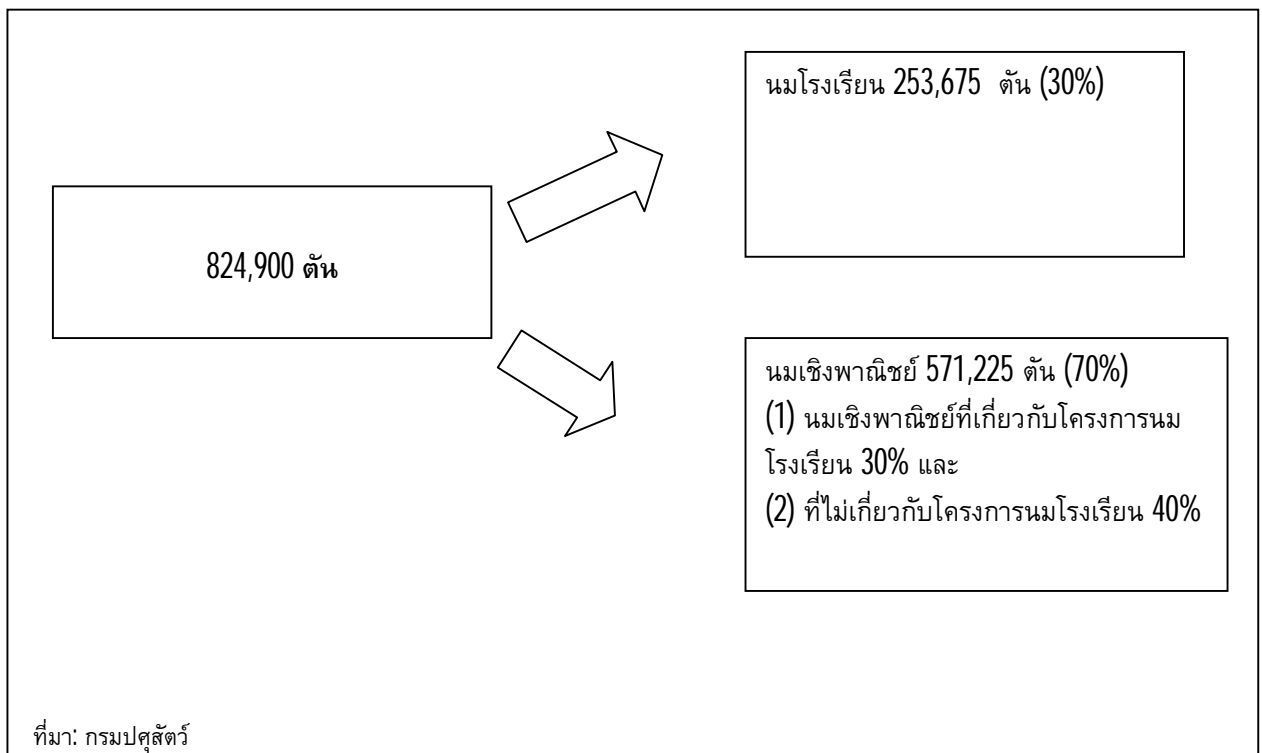 นมโรงเรียน 253,675 ตัน (30%)
824,900 ตัน
นมเชิงพาณิชย์ 571,225 ตัน (70%)
(1) นมเชิงพาณิชย์ที่เกี่ยวกับโครงการนม
โรงเรียน 30% และ
(2) ที่ไม่เกี่ยวกับโครงการนมโรงเรียน 40%
ที่มา: กรมปศุสัตว์